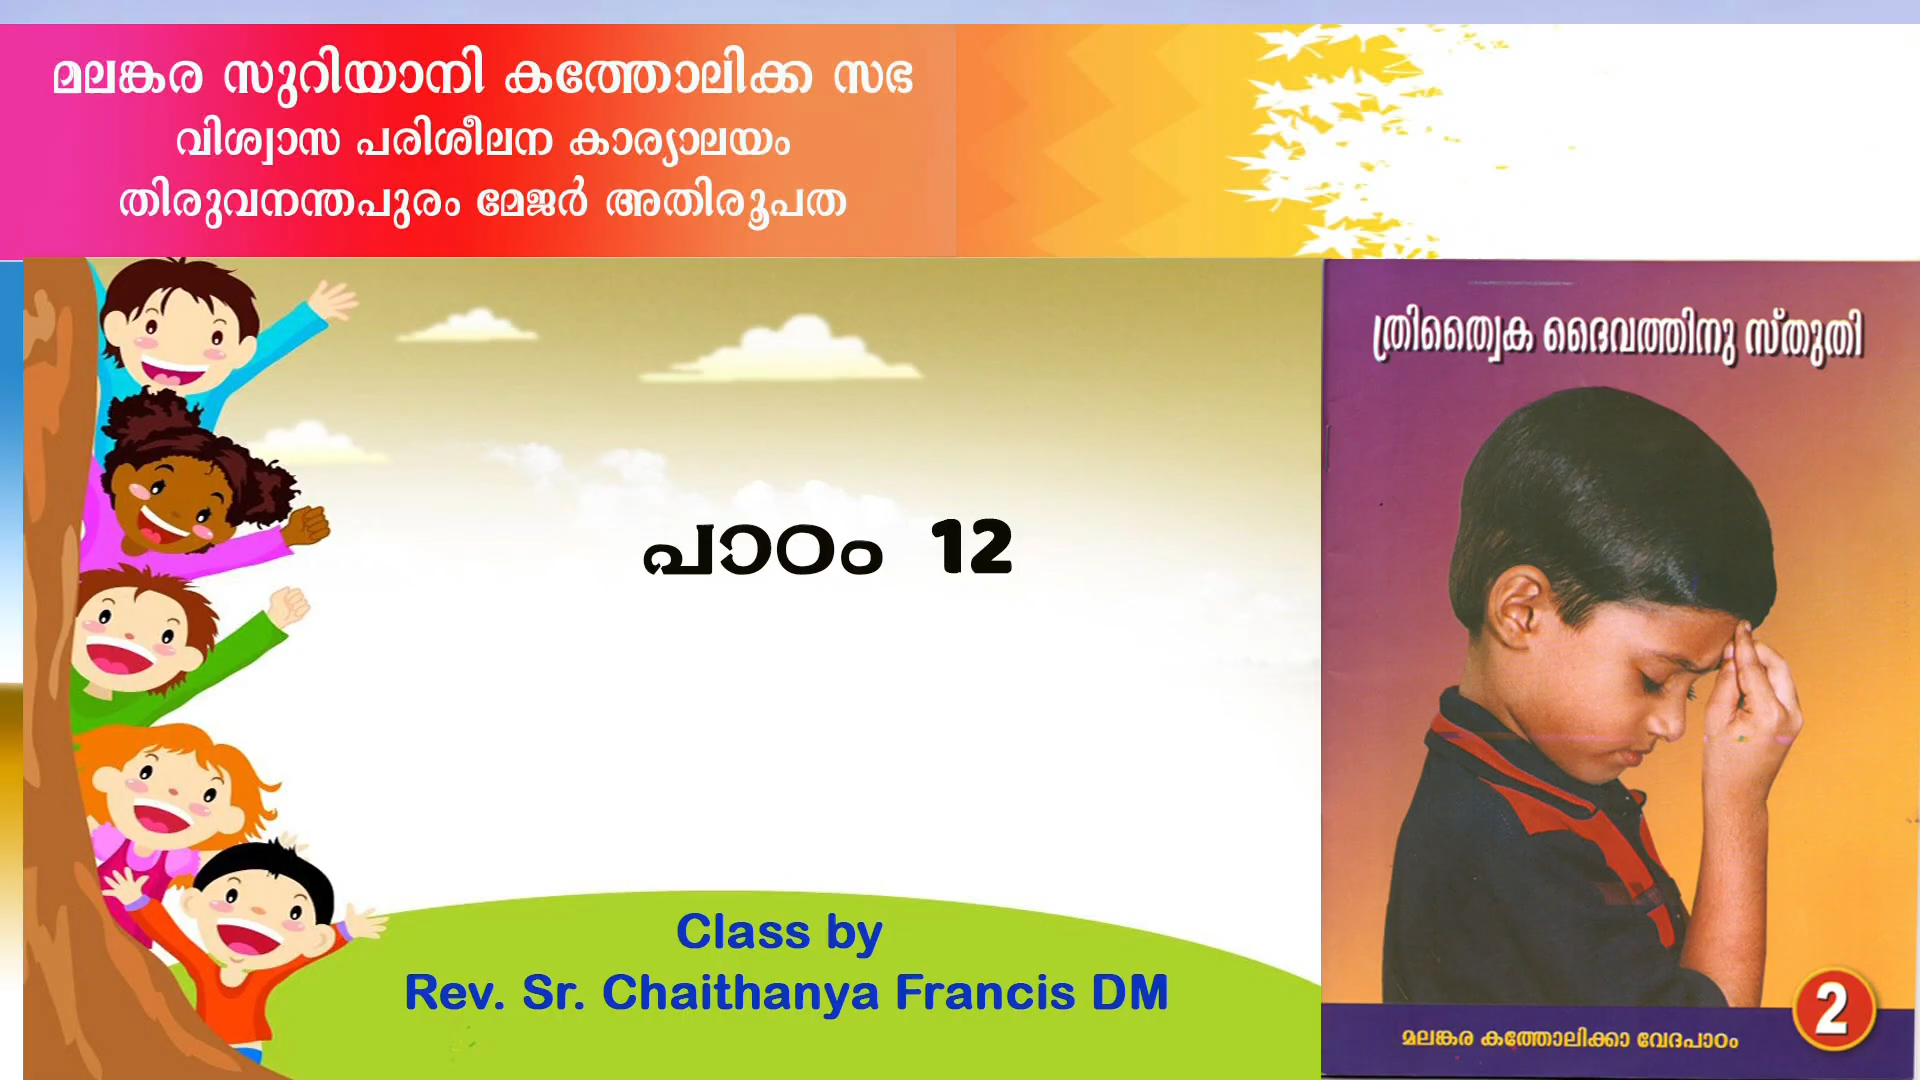 മലങ്കര സുറിയാനി കത്തോലിക്ക സഭ
വിശ്വാസ പരിശീലന കാര്യാലയം
തിരുവനന്തപുരം മേജർ അതിരൂപത
ത്രിത്വൈക ദൈവത്തിനു സ്തുതി
പാഠം 12
Class by
Rev. Sr. Chaithanya Francis DM
2
മലങ്കര കത്തോലിക്കാ വേദപാഠം